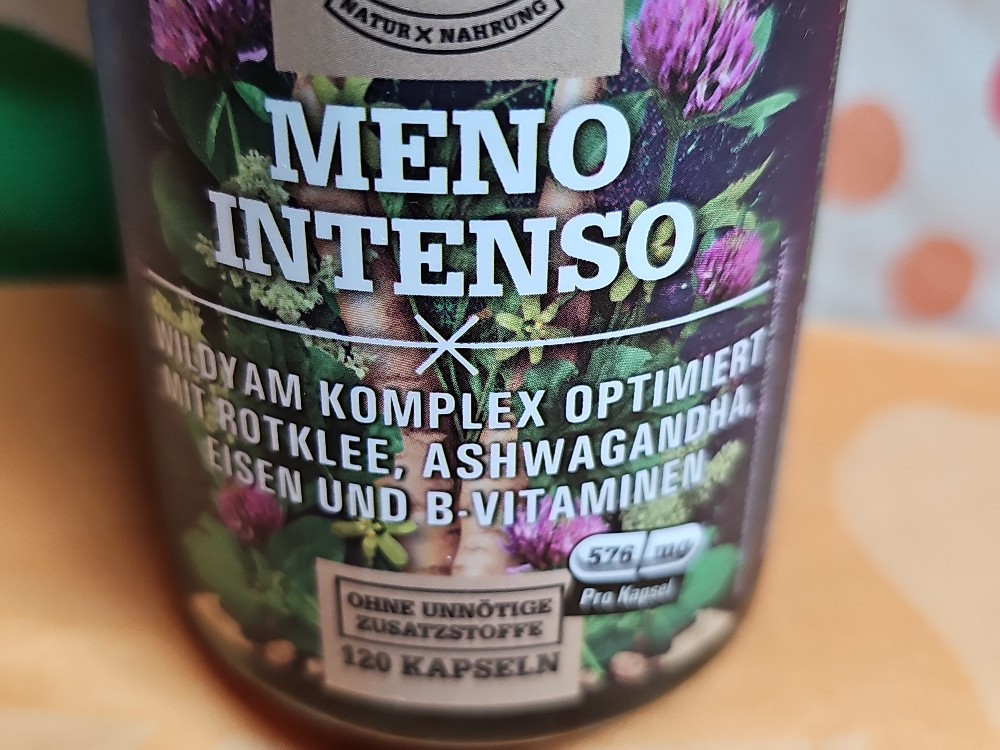 NATUR X NAHRUNG
MENO
INTENSO
WILDYAM KOMPLEX OPTIMIERT
MIT ROTKLEE, ASHWAGANDHA,
EISEN UND B-VITAMINEN
576 mg
Pro Kapsel
OHNE UNNÖTIGE
ZUSATZSTOFFE
120 KAPSELN